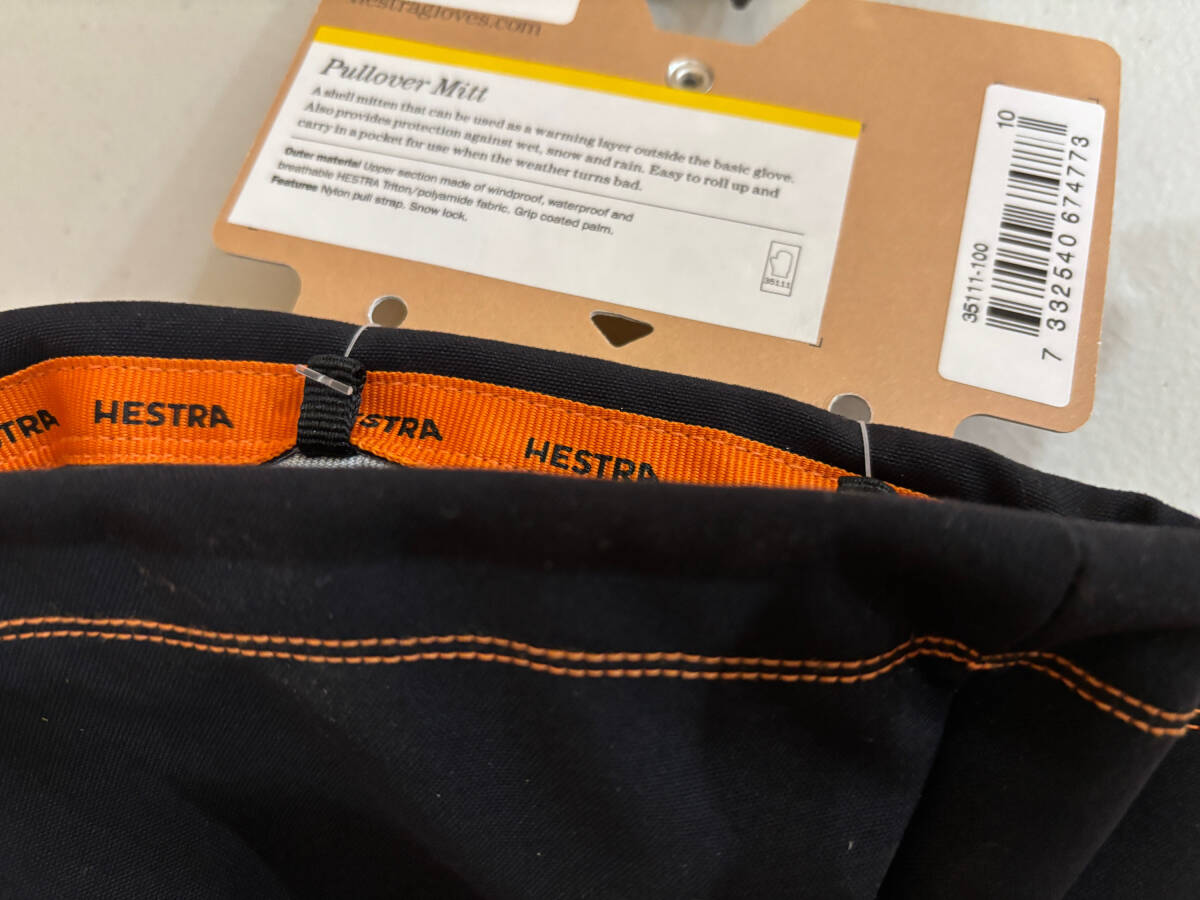 hestragloves.com
Pullover Mitt
A shell mitten that can be used as a warming layer outside the basic glove.
Also provides protection against wet, snow and rain. Easy to roll up and
carry in a pocket for use when the weather turns bad.
Outer material Upper section made of windproof, waterproof and
breathable HESTRA Triton/polyamide fabric. Grip coated palm.
Features Nylon pull strap. Snow lock.
35111
10
35111-100
7 332540 674773
TRA
HESTRA
STRA
HESTRA